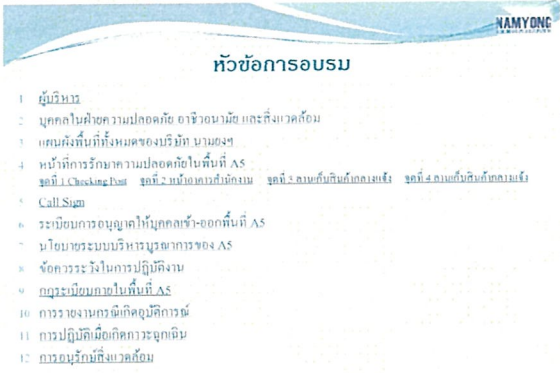 NAMYONG
หัวข้อการอบรม
1 ผู้บริหาร
2 บุคคลในฝ่ายความปลอดภัย อาชีวอนามัย และสิ่งแวดล้อม
3 แผนผังพื้นที่ทั้งหมดของบริษัท นามยงฯ
4 หน้าที่การรักษาความปลอดภัยในพื้นที่ A5
จุดที่ 1 Checking Post จุดที่ 2 หน้าอาคารสำนักงาน จุดที่ 3 ลานเก็บสินค้ากลางแจ้ง จุดที่ 4 ลานเก็บสินค้ากลางแจ้ง
5 Call Sign
6 ระเบียบการอนุญาตให้บุคคลเข้า-ออกพื้นที่ A5
7 นโยบายระบบบริหารบูรณาการของ A5
8 ข้อควรระวังในการปฏิบัติงาน
9 กฎระเบียบภายในพื้นที่ A5
10 การรายงานกรณีเกิดอุบัติการณ์
11 การปฏิบัติเมื่อเกิดภาวะฉุกเฉิน
12 การอนุรักษ์สิ่งแวดล้อม